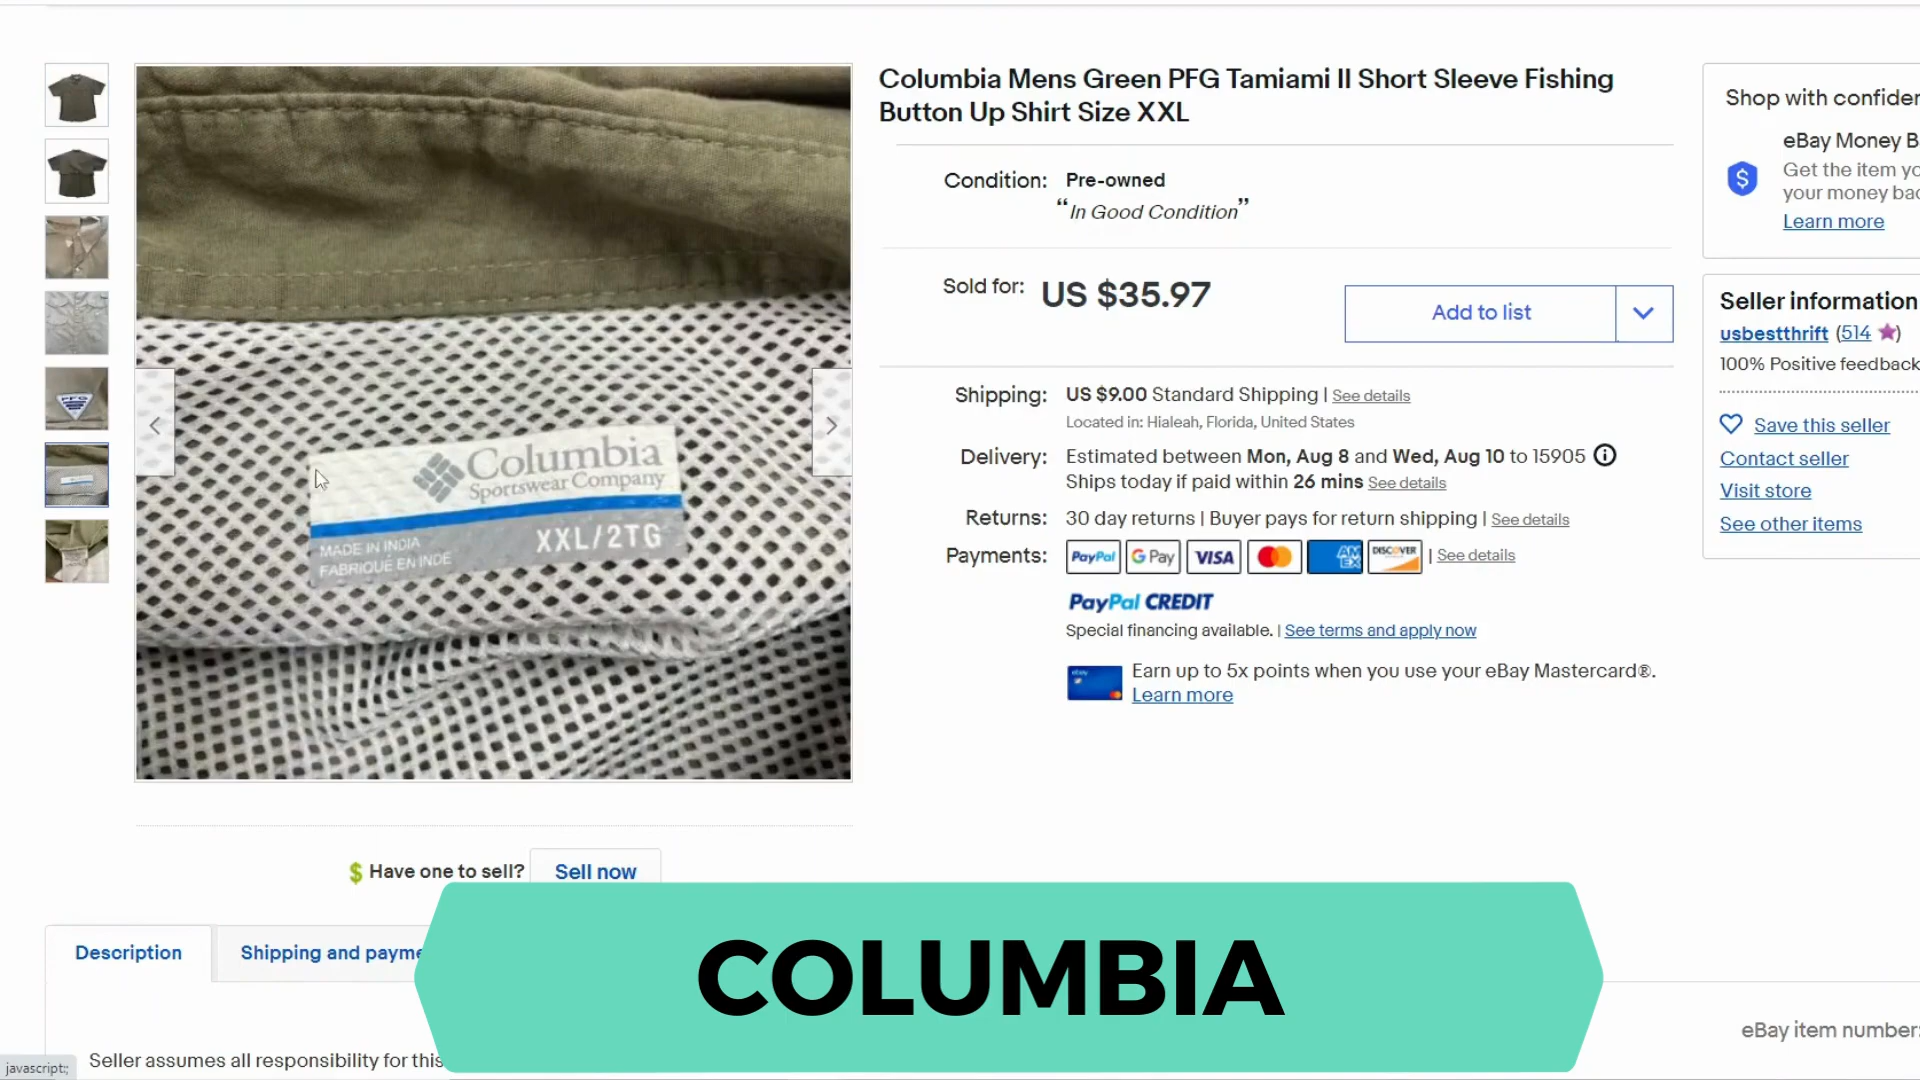 Columbia Mens Green PFG Tamiami II Short Sleeve Fishing
Button Up Shirt Size XXL
Condition: Pre-owned
“In Good Condition”
Sold for: US $35.97
Add to list
Shipping: US $9.00 Standard Shipping | See details
Located in: Hialeah, Florida, United States
Delivery: Estimated between Mon, Aug 8 and Wed, Aug 10 to 15905
Ships today if paid within 26 mins See details
Returns: 30 day returns | Buyer pays for return shipping | See details
Payments: PayPal G Pay VISA AM EX DISCOVER | See details
PayPal CREDIT
Special financing available. | See terms and apply now
ebay
Earn up to 5x points when you use your eBay Mastercard®.
Learn more
Shop with confiden
eBay Money B
Get the item yo
your money bac
Learn more
Seller information
usbestthrift (514)
100% Positive feedback
Save this seller
Contact seller
Visit store
See other items
PFG
Columbia
Sportswear Company
XXL/2TG
MADE IN INDIA
FABRIQUÉ EN INDE
$ Have one to sell? Sell now
Description
Shipping and payme
COLUMBIA
eBay item number:
Seller assumes all responsibility for this
javascript:;